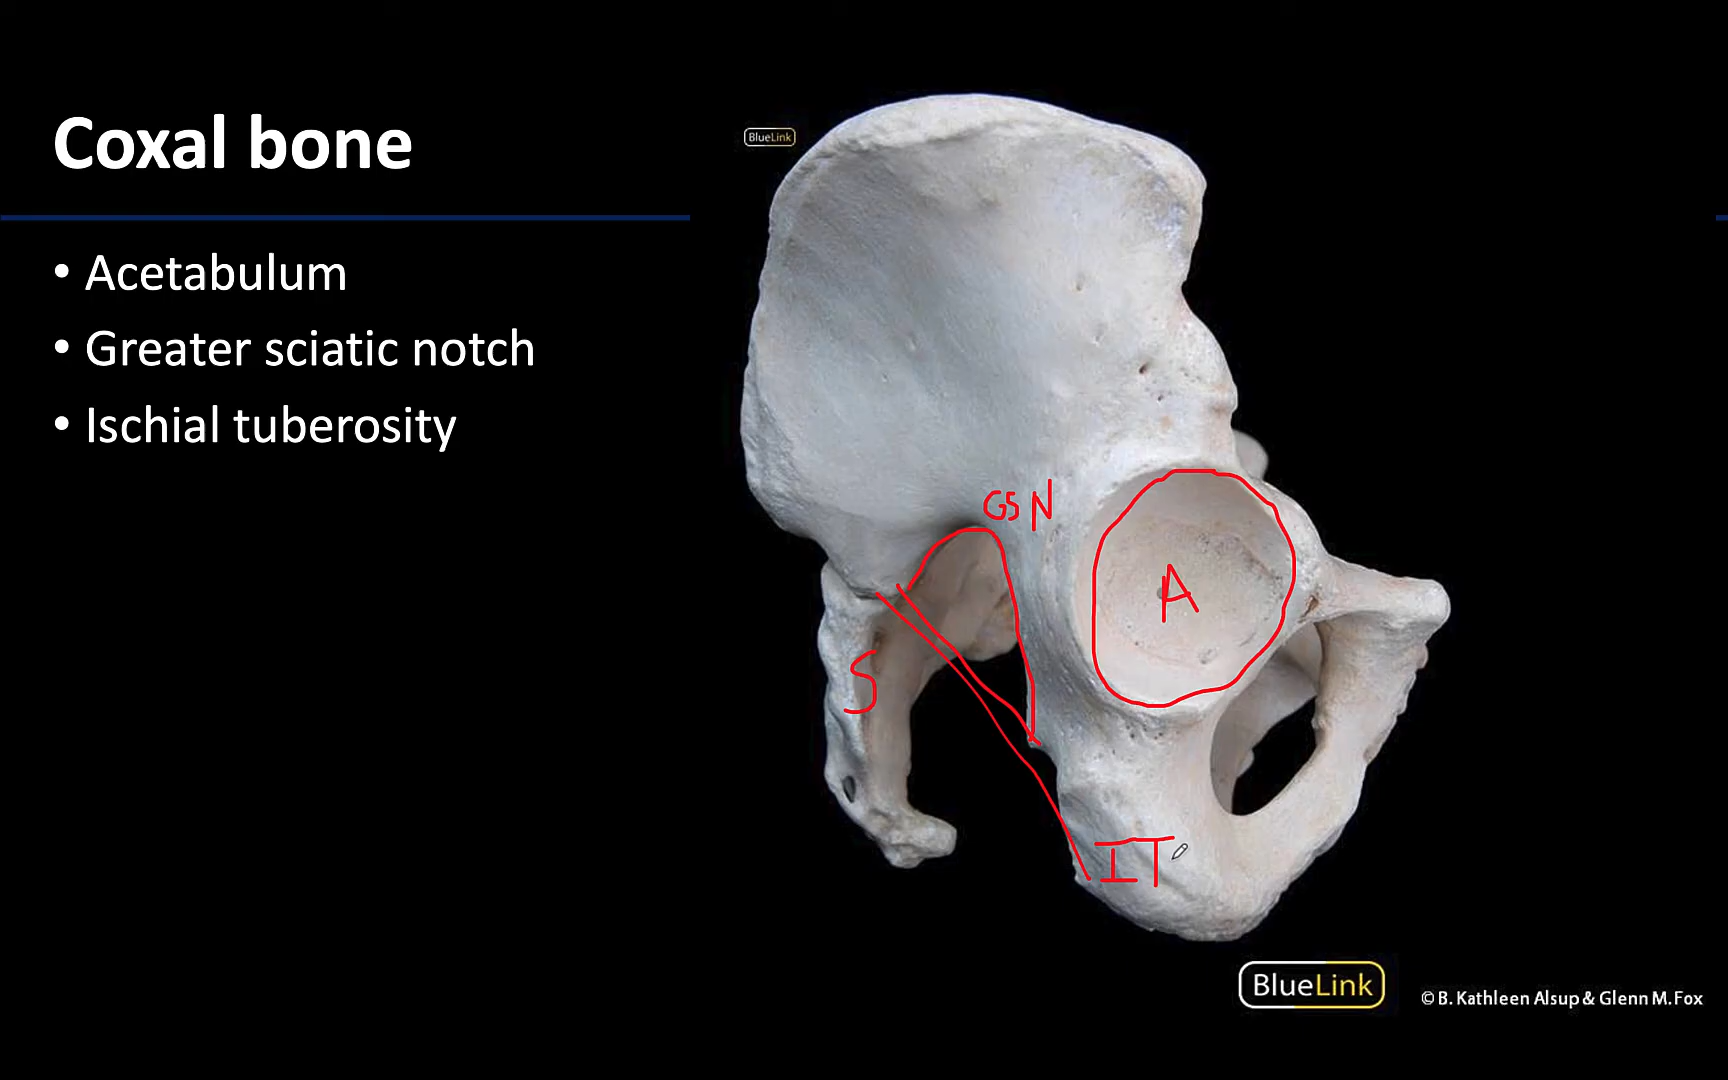 Coxal bone
• Acetabulum
• Greater sciatic notch
• Ischial tuberosity
BlueLink
GSN
A
S
IT
BlueLink
© B. Kathleen Alsup & Glenn M. Fox